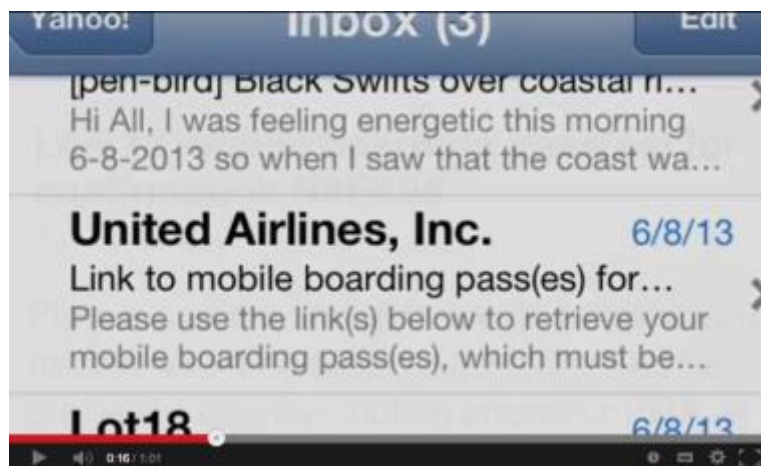 Yahoo!
Inbox (3)
Edit
[pen-bird] Black Swifts over coastal ri...
Hi All, I was feeling energetic this morning
6-8-2013 so when I saw that the coast wa...
United Airlines, Inc. 6/8/13
Link to mobile boarding pass(es) for...
Please use the link(s) below to retrieve your
mobile boarding pass(es), which must be...
Lot18 6/8/13
0:16 / 1:01